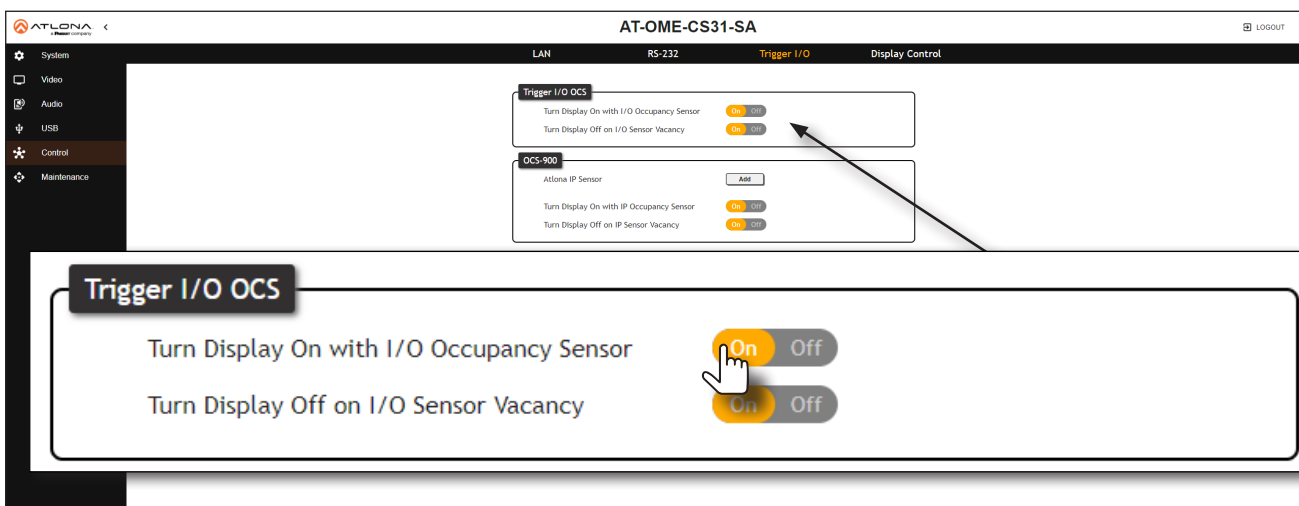 ATLONA
a Panduit company
<
AT-OME-CS31-SA
LOGOUT
System
Video
Audio
USB
Control
Maintenance
LAN RS-232 Trigger I/O Display Control
Trigger I/O OCS
Turn Display On with I/O Occupancy Sensor On Off
Turn Display Off on I/O Sensor Vacancy On Off
OCS-900
Atlona IP Sensor Add
Turn Display On with IP Occupancy Sensor On Off
Turn Display Off on IP Sensor Vacancy On Off
Trigger I/O OCS
Turn Display On with I/O Occupancy Sensor On Off
Turn Display Off on I/O Sensor Vacancy On Off